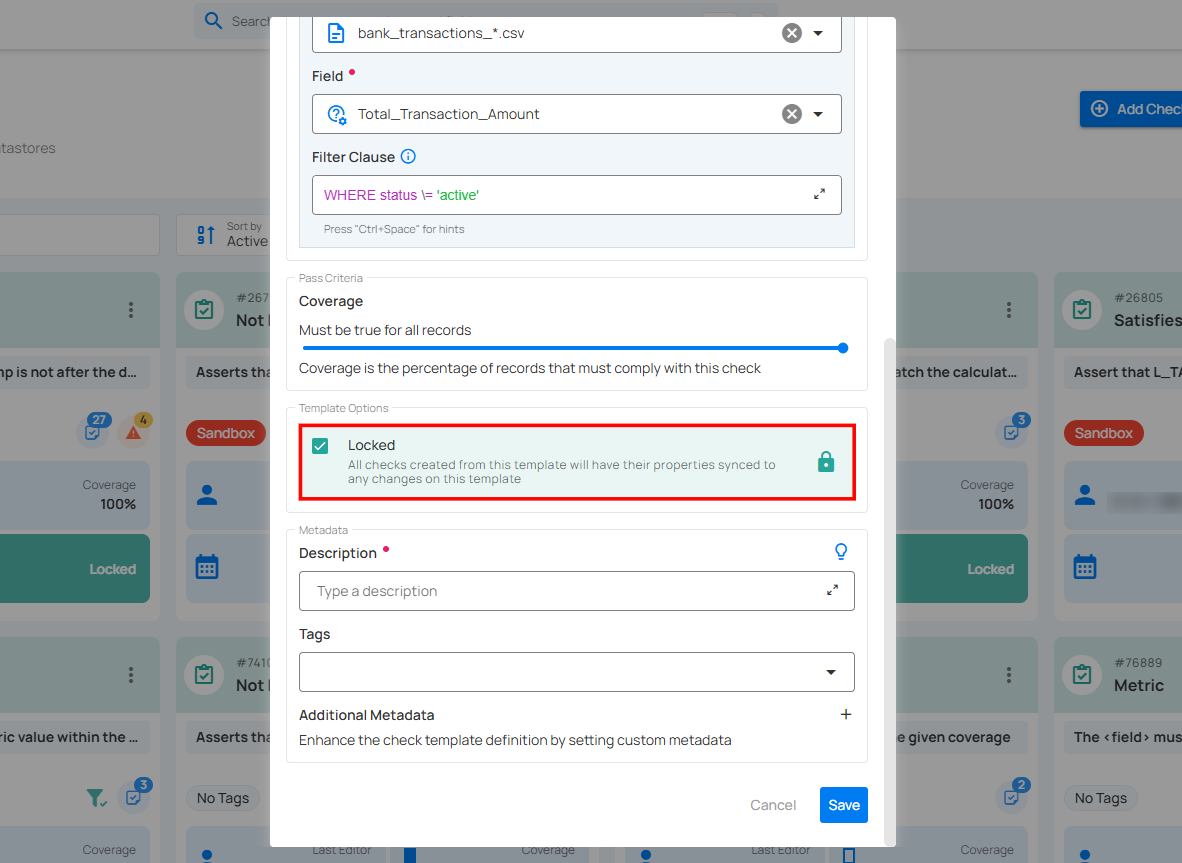 Search
bank_transactions_*.csv
Field
Total_Transaction_Amount
Add Chec
tastores
Filter Clause
WHERE status \= 'active'
Press "Ctrl+Space" for hints
Sort by
Active
Pass Criteria
Coverage
Must be true for all records
Coverage is the percentage of records that must comply with this check
#267
Not
#26805
Satisfies
mp is not after the d...
Asserts tha
atch the calculat...
Assert that L_TA
27
4
Sandbox
3
Sandbox
Template Options
Locked
All checks created from this template will have their properties synced to
any changes on this template
Coverage
100%
Coverage
100%
Locked
Locked
Metadata
Description
Type a description
Tags
Additional Metadata
Enhance the check template definition by setting custom metadata
#7410
Not
#76889
Metric
ric value within the ...
Asserts tha
e given coverage
The <field> mus
3
No Tags
2
No Tags
Cancel
Save
Coverage
Last Editor
Coverage
Last Editor
Coverage